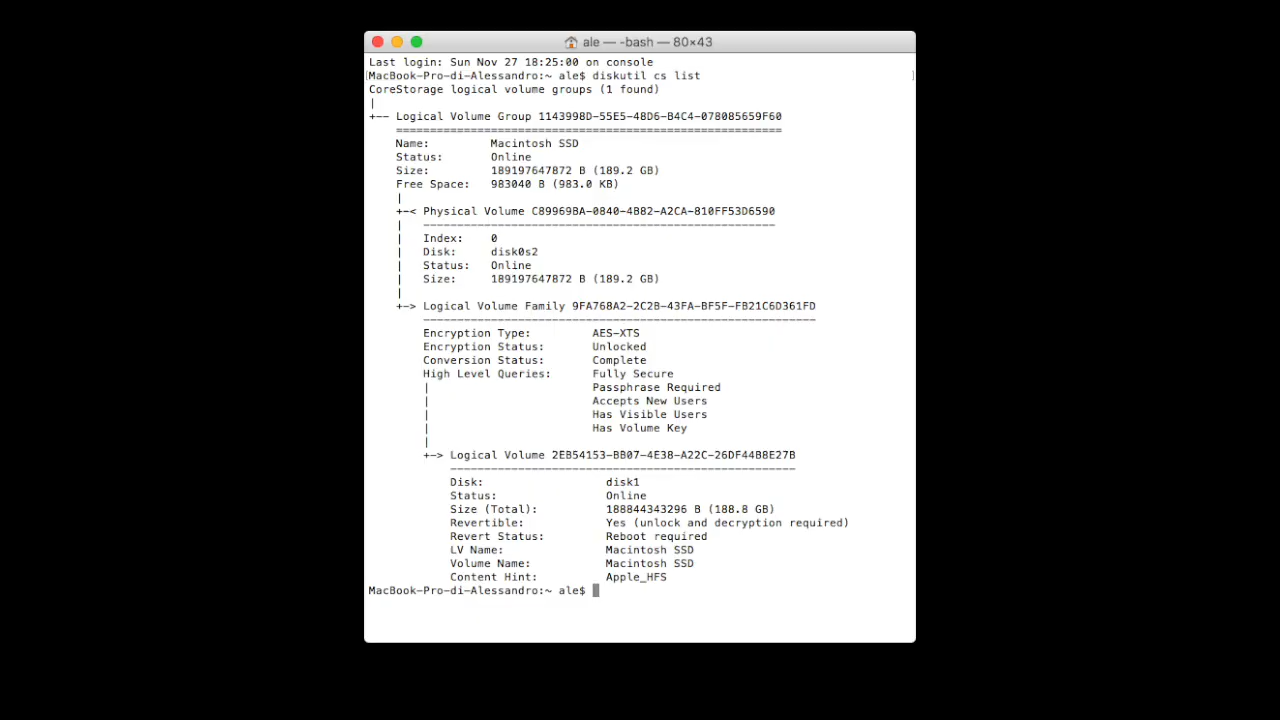 ale — -bash — 80×43
Last login: Sun Nov 27 18:25:00 on console
[MacBook-Pro-di-Alessandro:~ ale$ diskutil cs list ]
CoreStorage logical volume groups (1 found)
|
+-- Logical Volume Group 1143998D-55E5-48D6-B4C4-078085659F60
    =========================================================
    Name:         Macintosh SSD
    Status:       Online
    Size:         189197647872 B (189.2 GB)
    Free Space:   983040 B (983.0 KB)
    |
    +-< Physical Volume C89969BA-0840-4B82-A2CA-810FF53D6590
    |   ----------------------------------------------------
    |   Index:    0
    |   Disk:     disk0s2
    |   Status:   Online
    |   Size:     189197647872 B (189.2 GB)
    |
    +-> Logical Volume Family 9FA768A2-2C2B-43FA-BF5F-FB21C6D361FD
        ----------------------------------------------------------
        Encryption Type:         AES-XTS
        Encryption Status:       Unlocked
        Conversion Status:       Complete
        High Level Queries:      Fully Secure
        |                        Passphrase Required
        |                        Accepts New Users
        |                        Has Visible Users
        |                        Has Volume Key
        |
        +-> Logical Volume 2EB54153-BB07-4E38-A22C-26DF44B8E27B
            ---------------------------------------------------
            Disk:                  disk1
            Status:                Online
            Size (Total):          188844343296 B (188.8 GB)
            Revertible:            Yes (unlock and decryption required)
            Revert Status:         Reboot required
            LV Name:               Macintosh SSD
            Volume Name:           Macintosh SSD
            Content Hint:          Apple_HFS
MacBook-Pro-di-Alessandro:~ ale$